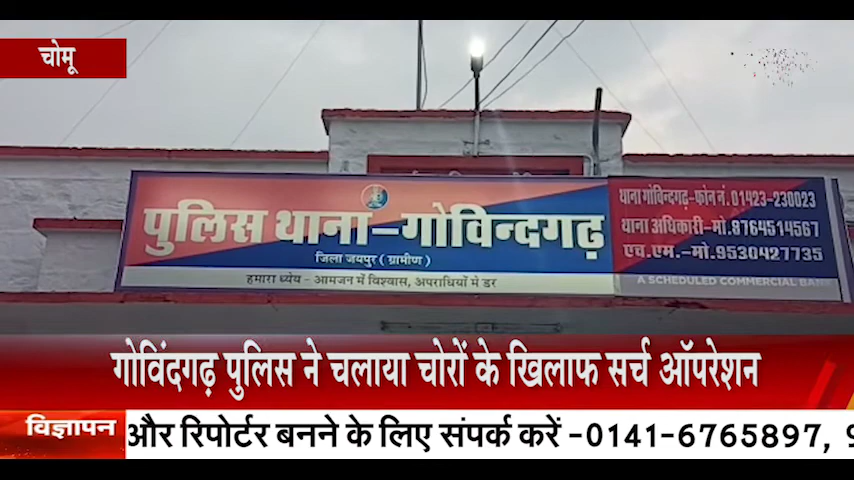 चोमू
पुलिस थाना-गोविन्दगढ़
जिला जयपुर ( ग्रामीण )
हमारा ध्येय - आमजन में विश्वास, अपराधियों मे डर
थाना गोविन्दगढ़-फोन नं. 01423-230023
थाना अधिकारी-मो. 8764514567
एच.एम.-मो. 9530427735
A SCHEDULED COMMERCIAL BANK
गोविंदगढ़ पुलिस ने चलाया चोरों के खिलाफ सर्च ऑपरेशन
विज्ञापन
और रिपोर्टर बनने के लिए संपर्क करें -0141-6765897, 9